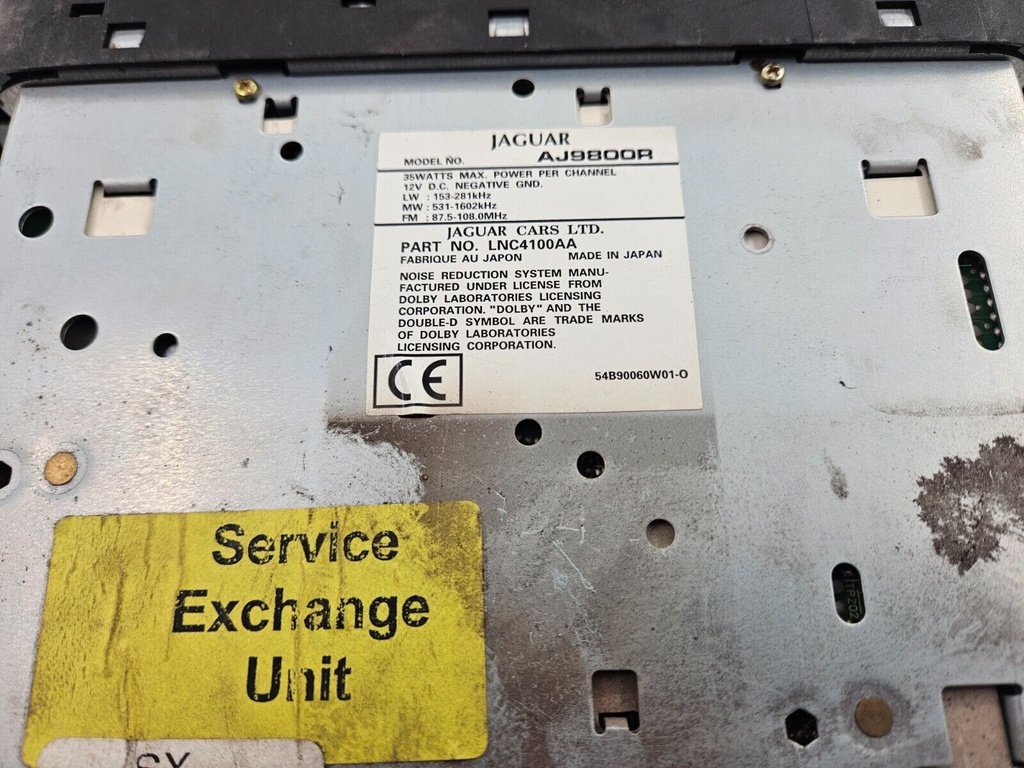 JAGUAR
MODEL NO. AJ9800R
35WATTS MAX. POWER PER CHANNEL
12V D.C. NEGATIVE GND.
LW : 153-281kHz
MW : 531-1602kHz
FM : 87.5-108.0MHz
JAGUAR CARS LTD.
PART NO. LNC4100AA
FABRIQUE AU JAPON MADE IN JAPAN
NOISE REDUCTION SYSTEM MANU-
FACTURED UNDER LICENSE FROM
DOLBY LABORATORIES LICENSING
CORPORATION. "DOLBY" AND THE
DOUBLE-D SYMBOL ARE TRADE MARKS
OF DOLBY LABORATORIES
LICENSING CORPORATION.
CE
54B90060W01-O
Service
Exchange
Unit